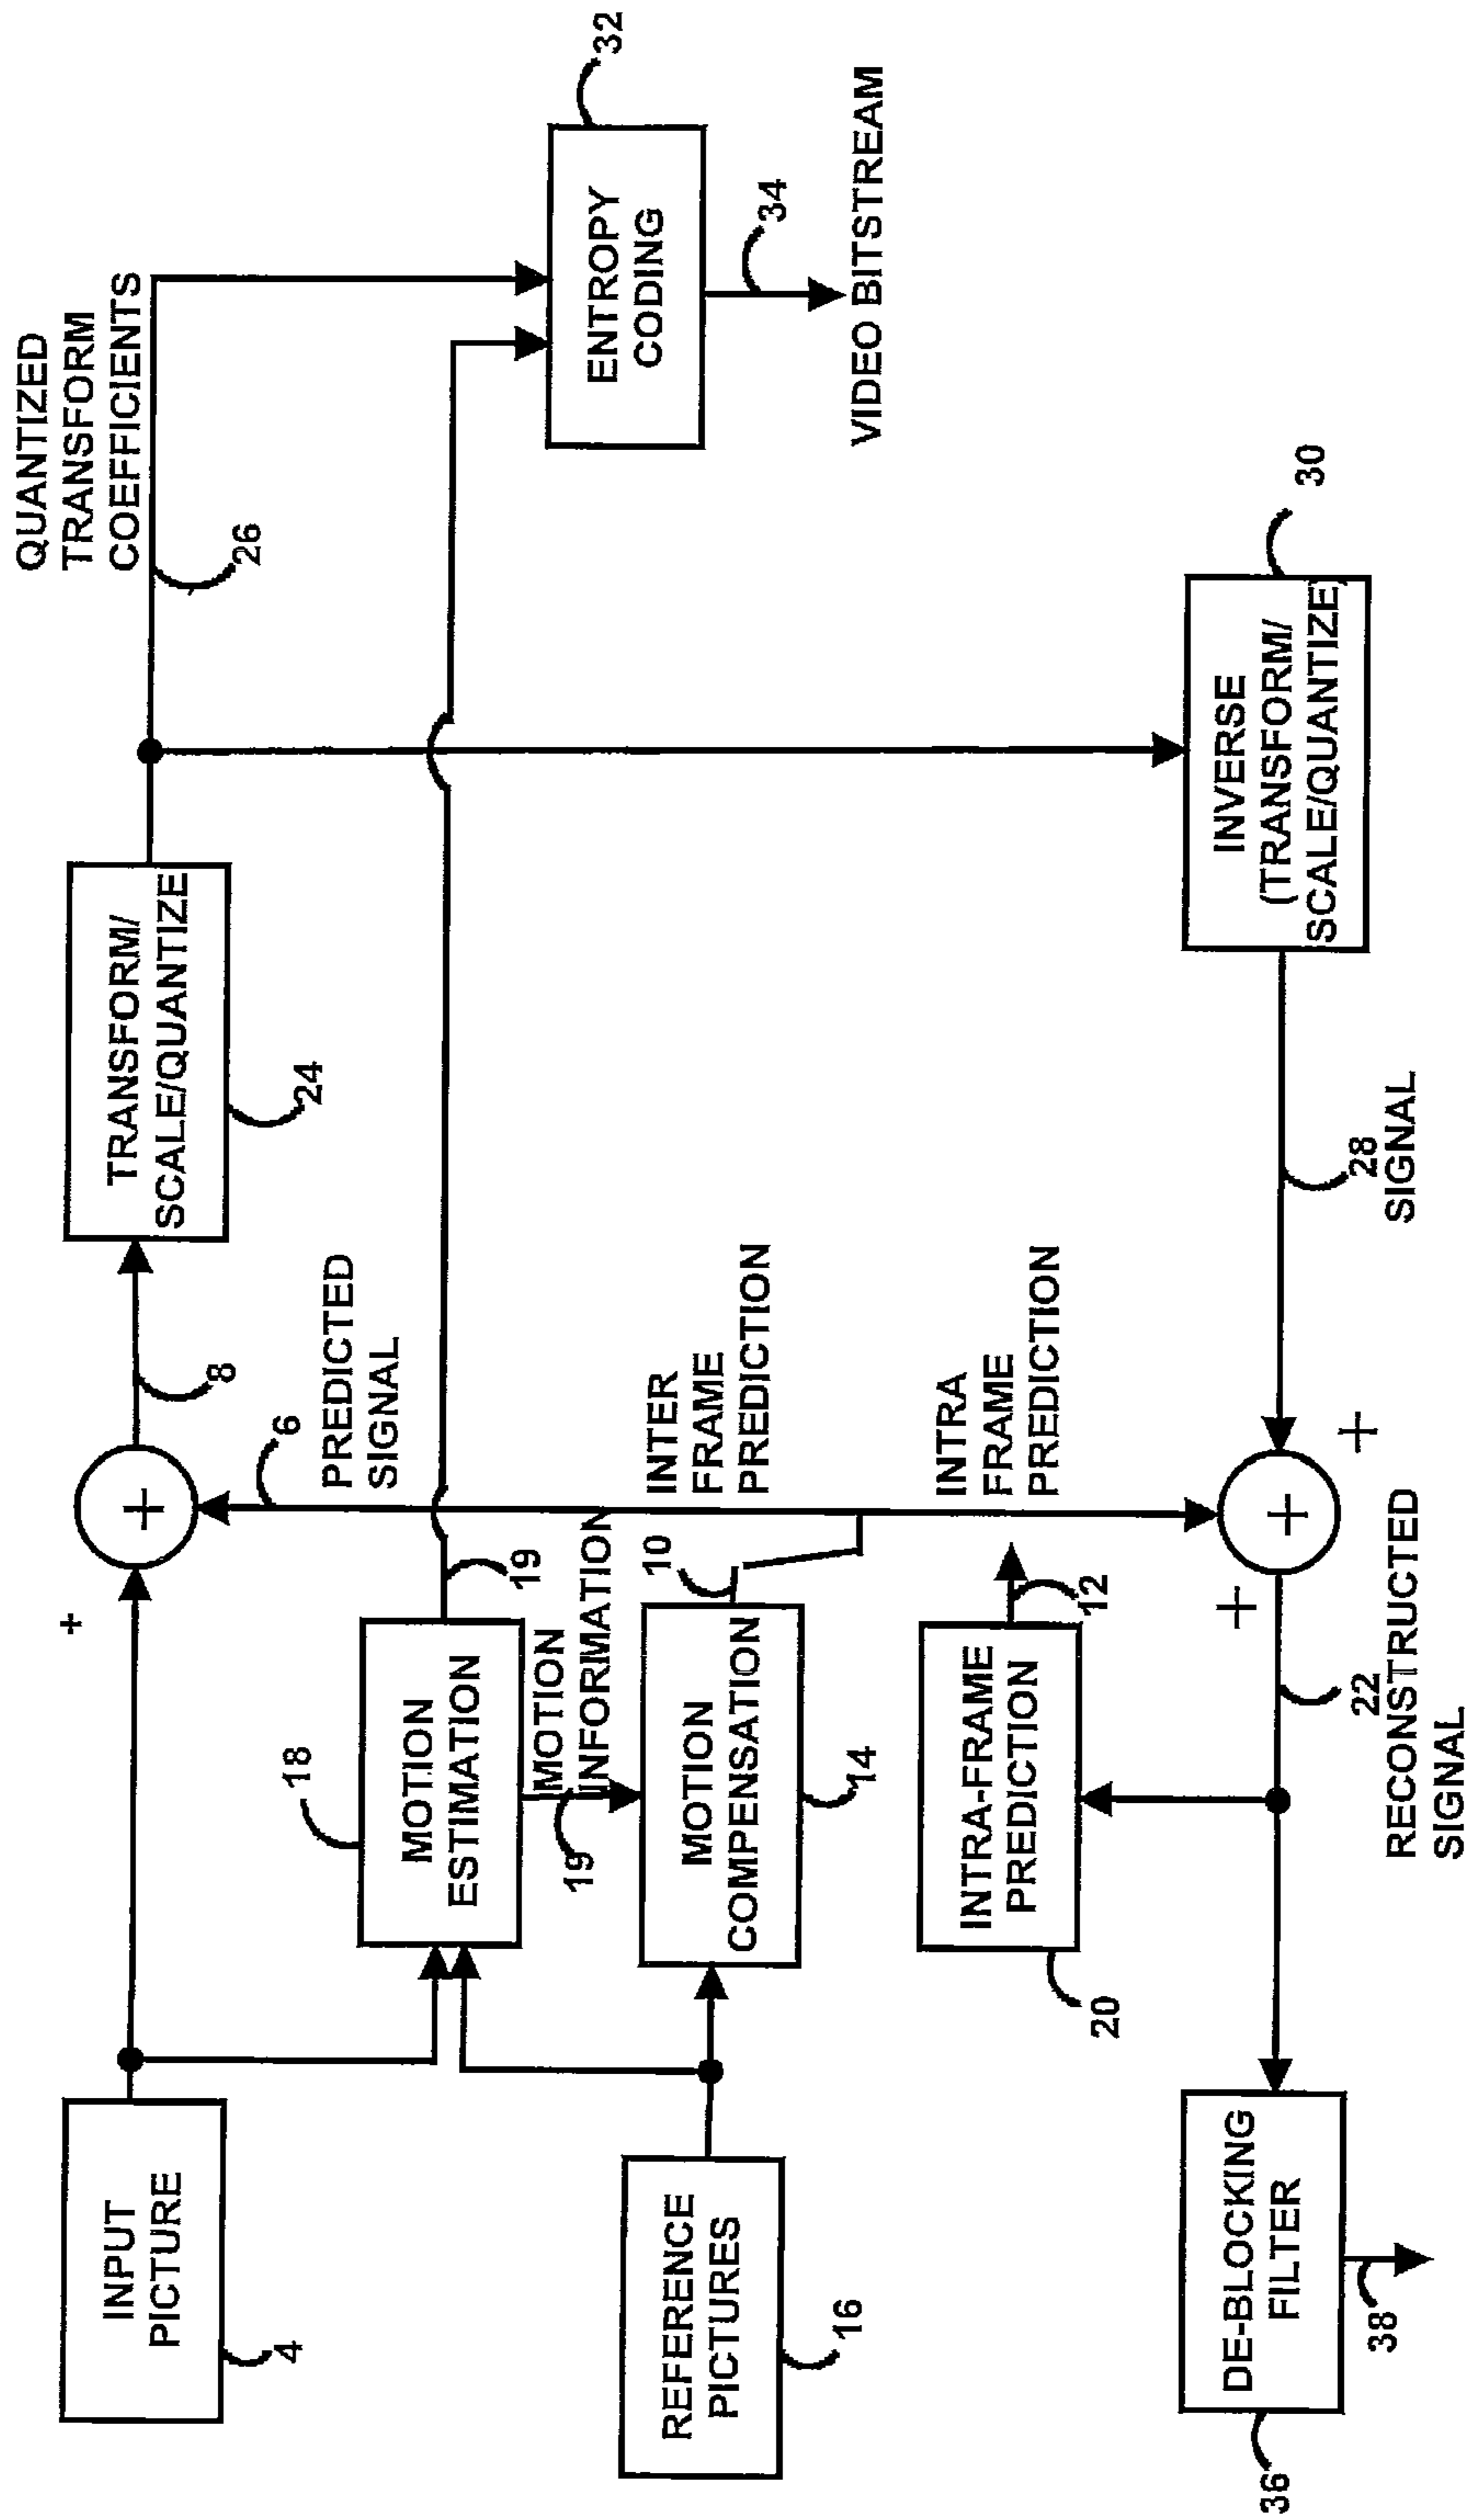 INPUT
PICTURE
4
+
+
8
TRANSFORM/
SCALE/QUANTIZE
24
QUANTIZED
TRANSFORM
COEFFICIENTS
26
6
PREDICTED
SIGNAL
18
MOTION
ESTIMATION
19
MOTION
INFORMATION
19
ENTROPY
CODING
32
34
VIDEO BITSTREAM
REFERENCE
PICTURES
16
MOTION
COMPENSATION
14
10
INTER
FRAME
PREDICTION
INTRA-FRAME
PREDICTION
20
12
INTRA
FRAME
PREDICTION
DE-BLOCKING
FILTER
36
38
22
RECONSTRUCTED
SIGNAL
+
+
+
28
SIGNAL
INVERSE
(TRANSFORM/
SCALE/QUANTIZE)
30